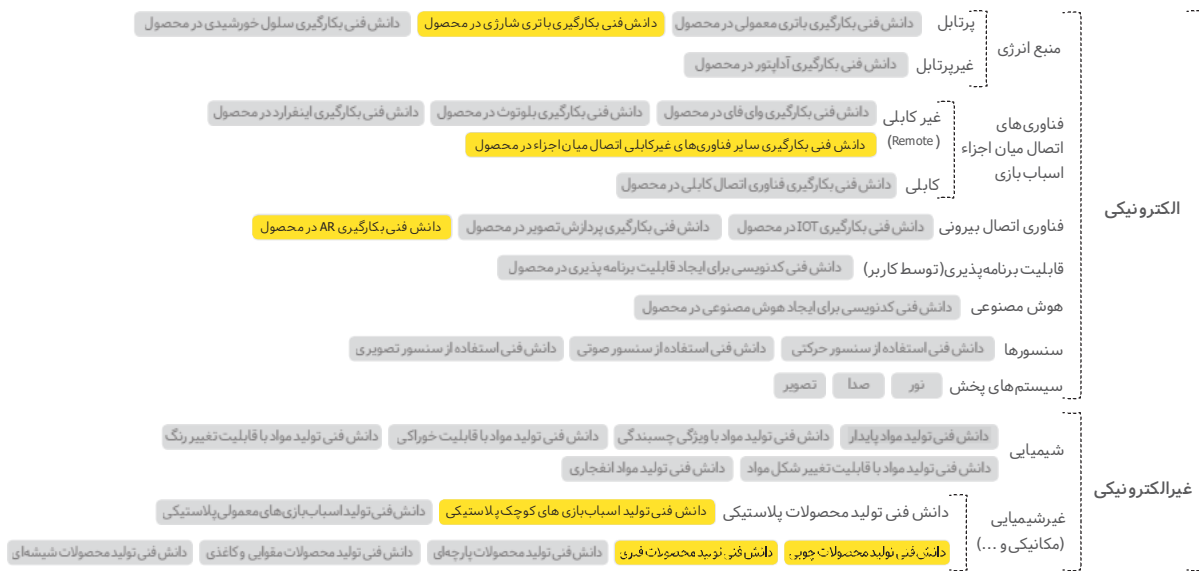 الکترونیکی
منبع انرژی
پرتابل
دانش فنی بکارگیری باتری معمولی در محصول
دانش فنی بکارگیری باتری شارژی در محصول
دانش فنی بکارگیری سلول خورشیدی در محصول
غیرپرتابل
دانش فنی بکارگیری آداپتور در محصول
فناوری‌های
اتصال میان اجزاء
اسباب بازی
غیر کابلی
(Remote)
دانش فنی بکارگیری وای فای در محصول
دانش فنی بکارگیری بلوتوث در محصول
دانش فنی بکارگیری اینفرارد در محصول
دانش فنی بکارگیری سایر فناوری‌های غیرکابلی اتصال میان اجزاء در محصول
کابلی
دانش فنی بکارگیری فناوری اتصال کابلی در محصول
فناوری اتصال بیرونی
دانش فنی بکارگیری IOT در محصول
دانش فنی بکارگیری پردازش تصویر در محصول
دانش فنی بکارگیری AR در محصول
قابلیت برنامه‌پذیری(توسط کاربر)
دانش فنی کدنویسی برای ایجاد قابلیت برنامه پذیری در محصول
هوش مصنوعی
دانش فنی کدنویسی برای ایجاد هوش مصنوعی در محصول
سنسورها
دانش فنی استفاده از سنسور حرکتی
دانش فنی استفاده از سنسور صوتی
دانش فنی استفاده از سنسور تصویری
سیستم‌های پخش
نور
صدا
تصویر
غیرالکترونیکی
شیمیایی
دانش فنی تولید مواد پایدار
دانش فنی تولید مواد با ویژگی چسبندگی
دانش فنی تولید مواد با قابلیت خوراکی
دانش فنی تولید مواد با قابلیت تغییر رنگ
دانش فنی تولید مواد با قابلیت تغییر شکل مواد
دانش فنی تولید مواد انفجاری
غیرشیمیایی
(مکانیکی و ...)
دانش فنی تولید محصولات پلاستیکی
دانش فنی تولید اسباب‌بازی های کوچک پلاستیکی
دانش فنی تولید اسباب‌بازی‌های معمولی پلاستیکی
دانش فنی تولید محصولات چوبی
دانش فنی تولید محصولات فلزی
دانش فنی تولید محصولات پارچه‌ای
دانش فنی تولید محصولات مقوایی و کاغذی
دانش فنی تولید محصولات شیشه‌ای